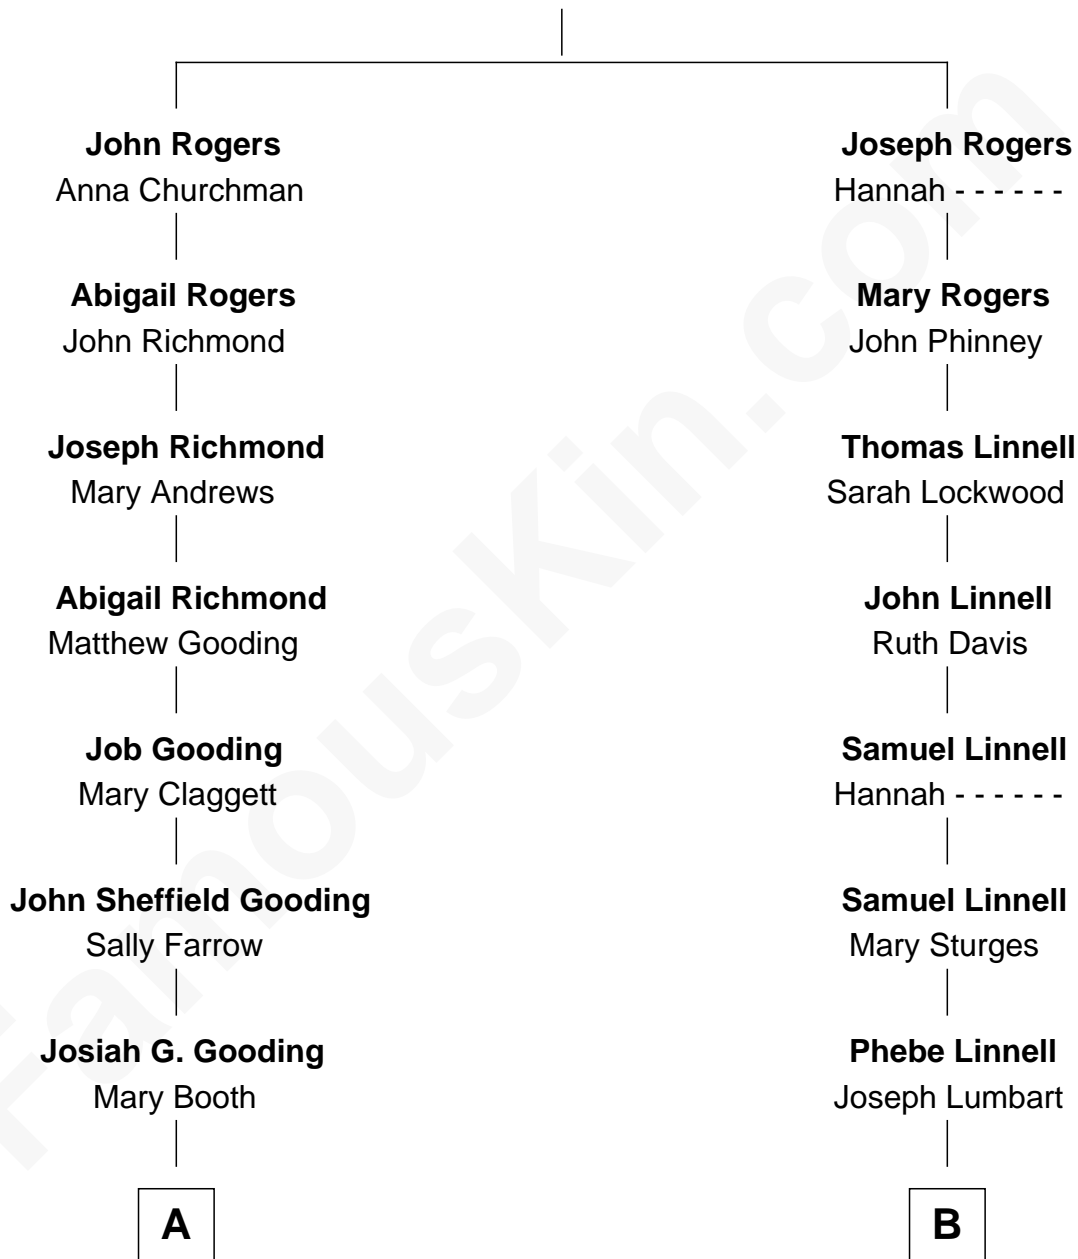 John Rogers
Anna Churchman
Abigail Rogers
John Richmond
Joseph Richmond
Mary Andrews
Abigail Richmond
Matthew Gooding
Job Gooding
Mary Claggett
John Sheffield Gooding
Sally Farrow
Josiah G. Gooding
Mary Booth
A
Joseph Rogers
Hannah - - - - - -
Mary Rogers
John Phinney
Thomas Linnell
Sarah Lockwood
John Linnell
Ruth Davis
Samuel Linnell
Hannah - - - - - -
Samuel Linnell
Mary Sturges
Phebe Linnell
Joseph Lumbart
B
FamousKin.com